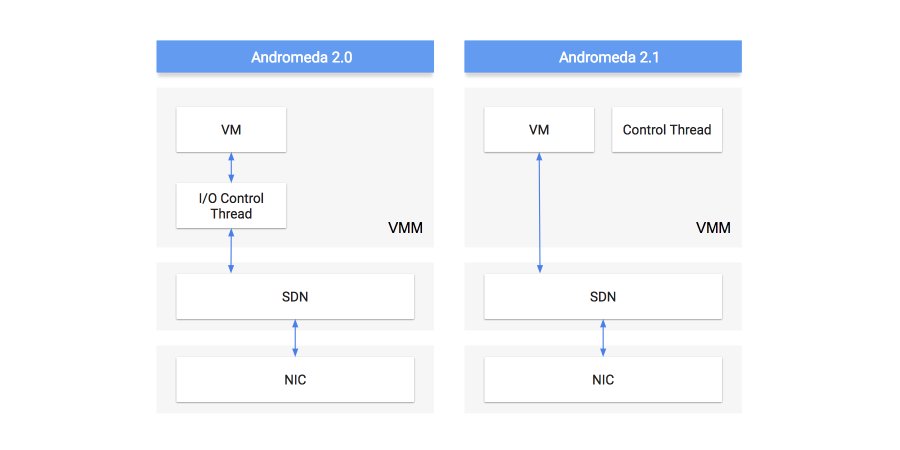 Andromeda 2.0
VM
I/O Control
Thread
VMM
SDN
NIC
Andromeda 2.1
VM
Control Thread
VMM
SDN
NIC